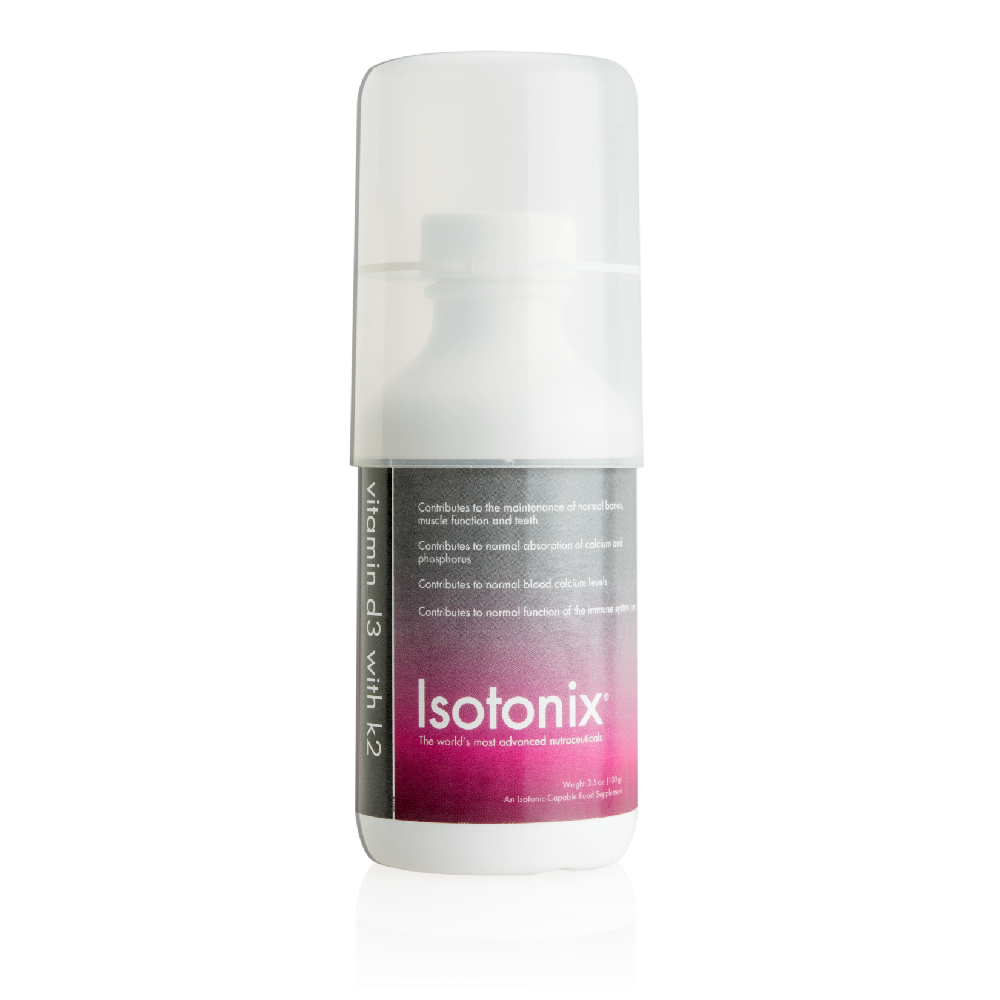 vitamin d3 with k2
Contributes to the maintenance of normal bones,
muscle function and teeth
Contributes to normal absorption of calcium and
phosphorus
Contributes to normal blood calcium levels
Contributes to normal function of the immune system
Isotonix®
The world's most advanced nutraceuticals
Weight: 3.5 oz. (100 g)
An Isotonic-Capable Food Supplement